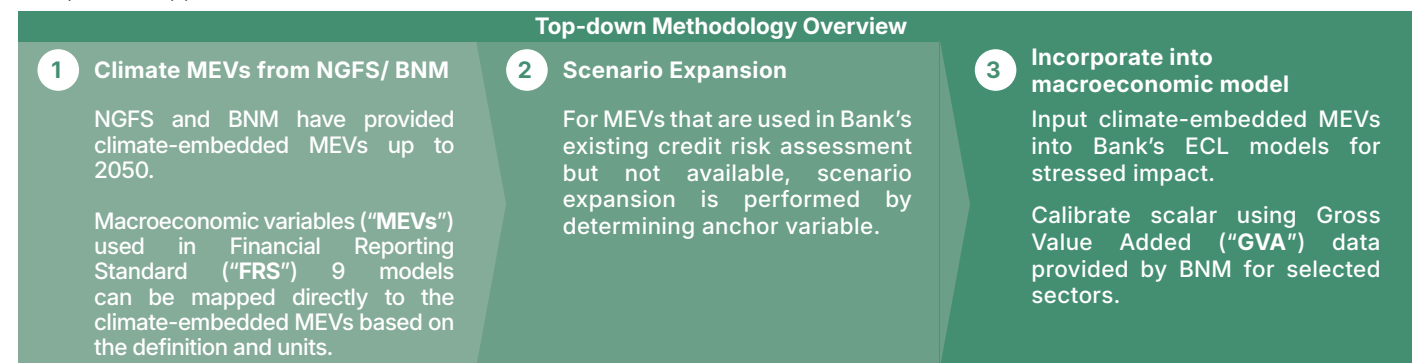 Top-down Methodology Overview
1 Climate MEVs from NGFS/ BNM
NGFS and BNM have provided
climate-embedded MEVs up to
2050.
Macroeconomic variables (“MEVs”)
used in Financial Reporting
Standard (“FRS”) 9 models
can be mapped directly to the
climate-embedded MEVs based on
the definition and units.
2 Scenario Expansion
For MEVs that are used in Bank’s
existing credit risk assessment
but not available, scenario
expansion is performed by
determining anchor variable.
3 Incorporate into
macroeconomic model
Input climate-embedded MEVs
into Bank’s ECL models for
stressed impact.
Calibrate scalar using Gross
Value Added (“GVA”) data
provided by BNM for selected
sectors.